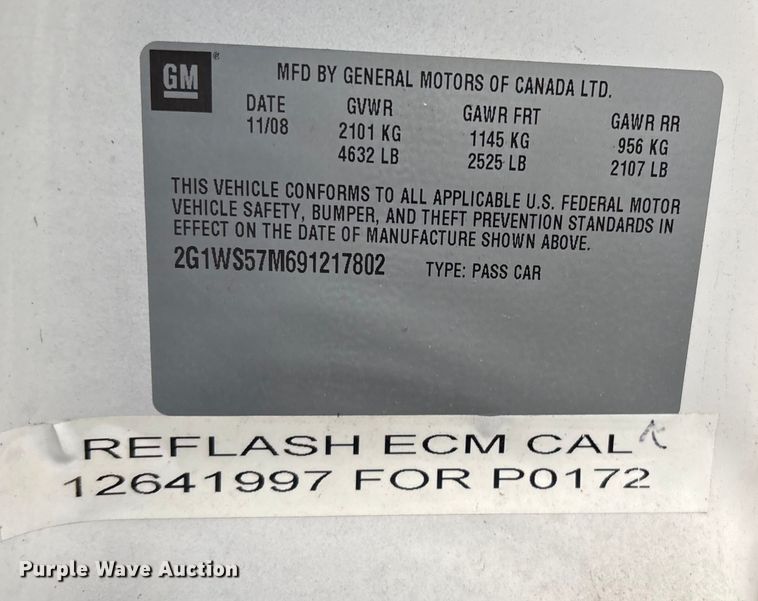 GM
MFD BY GENERAL MOTORS OF CANADA LTD.
DATE GVWR GAWR FRT GAWR RR
11/08 2101 KG 1145 KG 956 KG
4632 LB 2525 LB 2107 LB
THIS VEHICLE CONFORMS TO ALL APPLICABLE U.S. FEDERAL MOTOR
VEHICLE SAFETY, BUMPER, AND THEFT PREVENTION STANDARDS IN
EFFECT ON THE DATE OF MANUFACTURE SHOWN ABOVE.
2G1WS57M691217802 TYPE: PASS CAR
REFLASH ECM CAL
12641997 FOR P0172
Purple Wave Auction